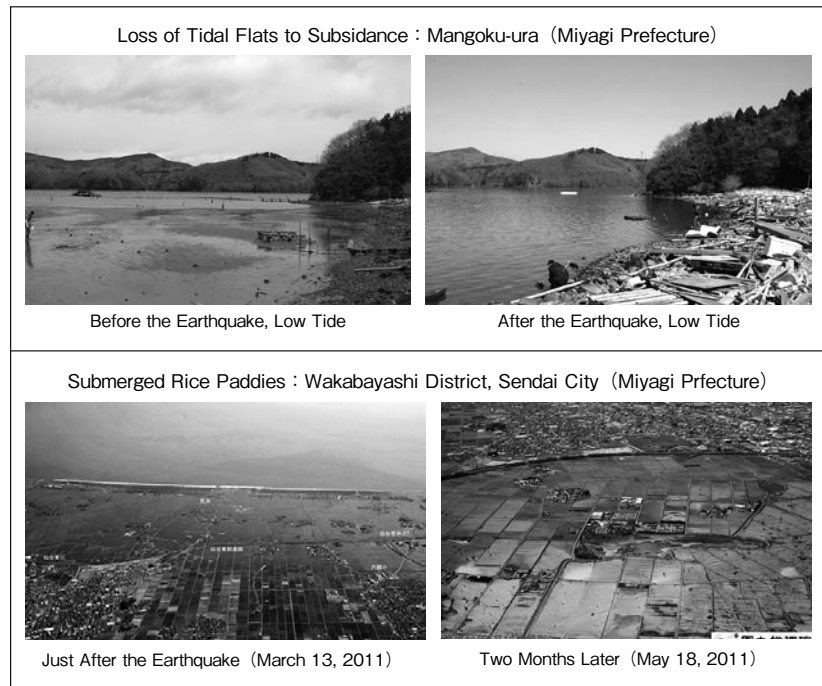 Loss of Tidal Flats to Subsidance：Mangoku-ura（Miyagi Prefecture）
Before the Earthquake, Low Tide
After the Earthquake, Low Tide
Submerged Rice Paddies：Wakabayashi District, Sendai City（Miyagi Prfecture）
Just After the Earthquake（March 13, 2011）
Two Months Later（May 18, 2011）